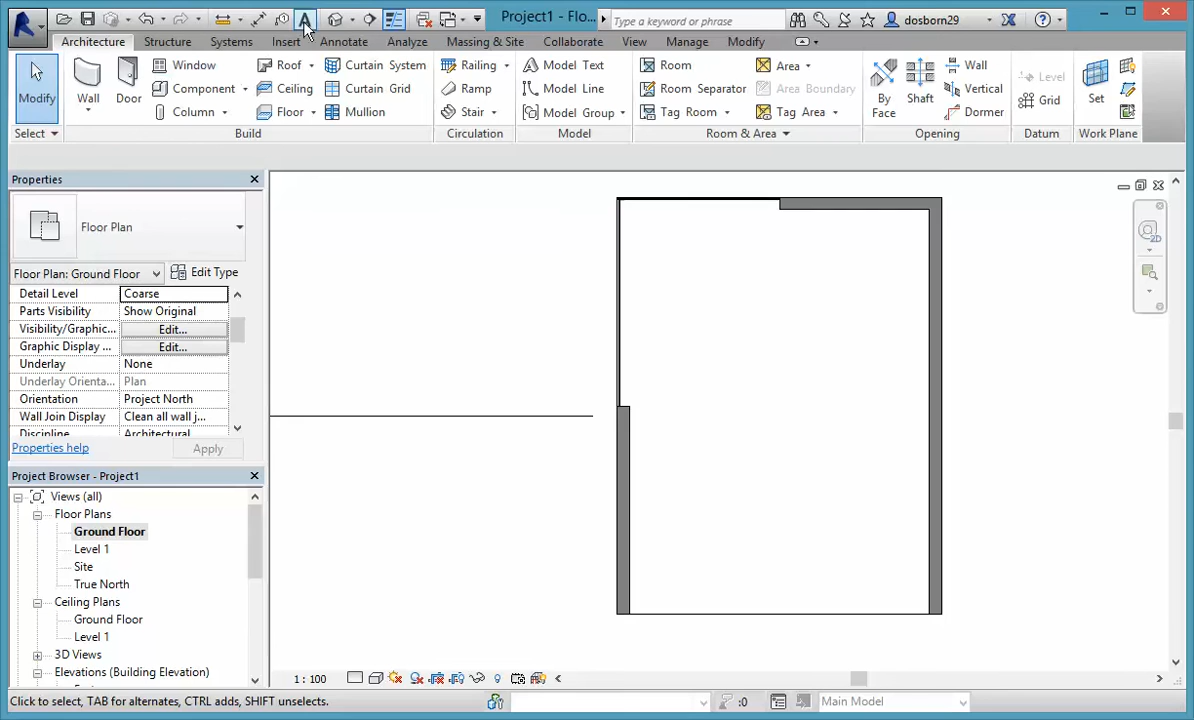 Project1 - Flo...
Type a keyword or phrase
dosborn29
Architecture Structure Systems Insert Annotate Analyze Massing & Site Collaborate View Manage Modify
Modify
Wall
Door
Window
Component
Column
Roof
Ceiling
Floor
Curtain System
Curtain Grid
Mullion
Railing
Ramp
Stair
Model Text
Model Line
Model Group
Room
Room Separator
Tag Room
Area
Area Boundary
Tag Area
By Face
Shaft
Wall
Vertical
Dormer
Level
Grid
Set
Select Build Circulation Model Room & Area Opening Datum Work Plane
Properties
Floor Plan
Floor Plan: Ground Floor Edit Type
Detail Level Coarse
Parts Visibility Show Original
Visibility/Graphic... Edit...
Graphic Display ... Edit...
Underlay None
Underlay Orienta... Plan
Orientation Project North
Wall Join Display Clean all wall j...
Discipline Architectural
Properties help Apply
Project Browser - Project1
Views (all)
Floor Plans
Ground Floor
Level 1
Site
True North
Ceiling Plans
Ground Floor
Level 1
3D Views
Elevations (Building Elevation)
2D
1 : 100
Click to select, TAB for alternates, CTRL adds, SHIFT unselects.
:0
Main Model